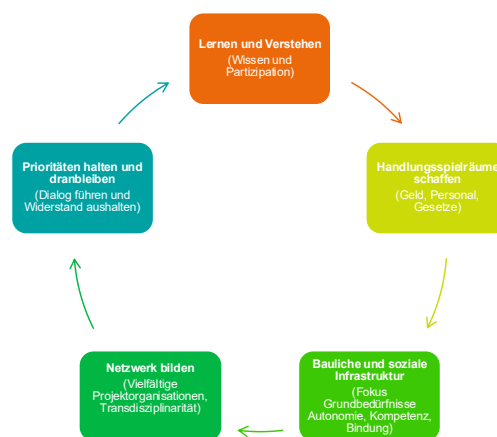 Lernen und Verstehen
(Wissen und
Partizipation)
Handlungsspielräume
schaffen
(Geld, Personal,
Gesetze)
Bauliche und soziale
Infrastruktur
(Fokus
Grundbedürfnisse
Autonomie, Kompetenz,
Bindung)
Netzwerk bilden
(Vielfältige
Projektorganisationen,
Transdisziplinarität)
Prioritäten halten und
dranbleiben
(Dialog führen und
Widerstand aushalten)